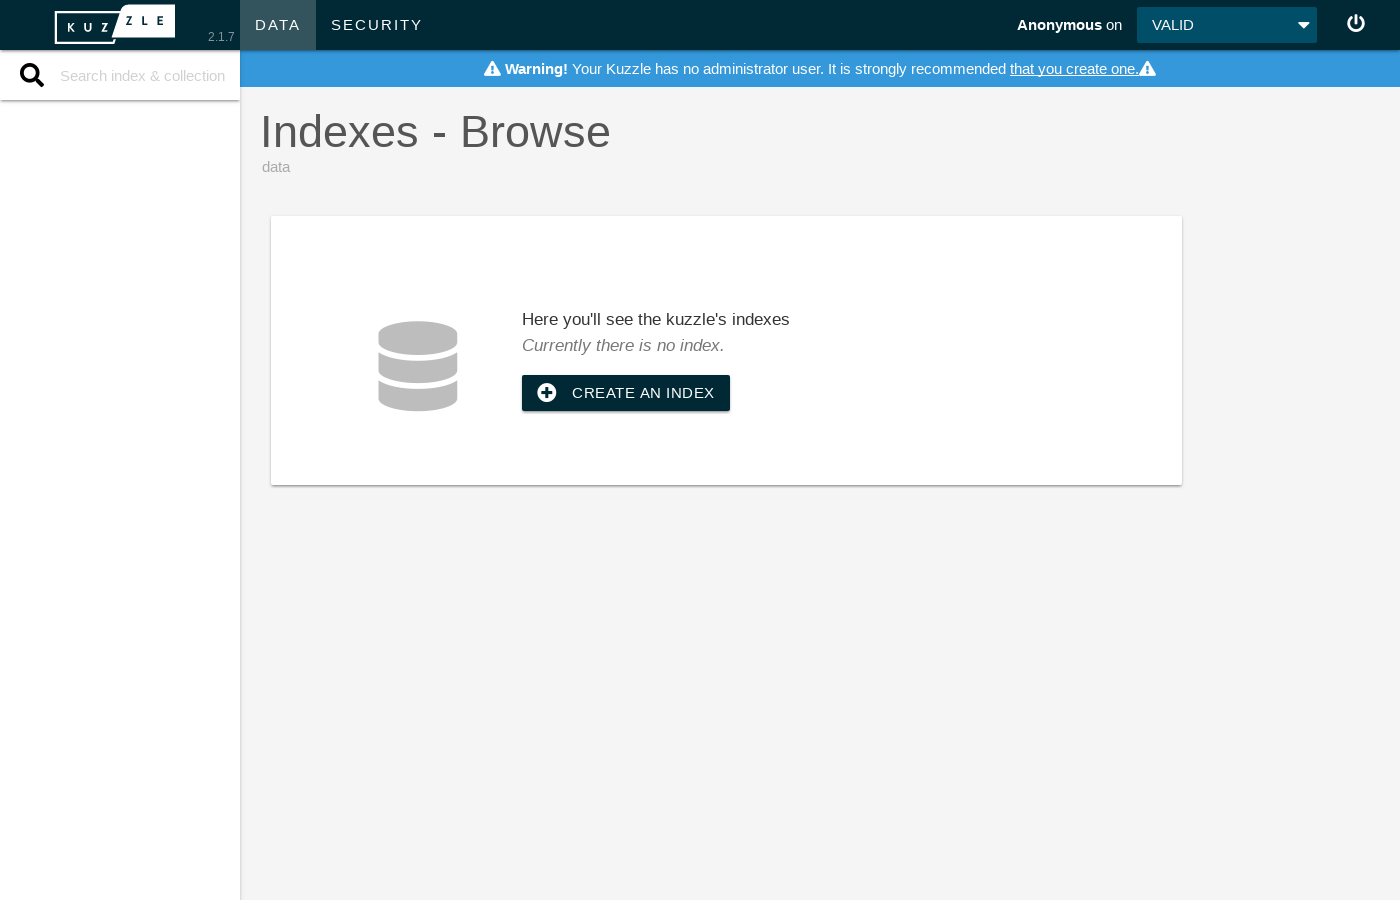 KUZZLE
2.1.7
DATA
SECURITY
Anonymous on
VALID
Search index & collection
Warning! Your Kuzzle has no administrator user. It is strongly recommended that you create one.
Indexes - Browse
data
Here you'll see the kuzzle's indexes
Currently there is no index.
CREATE AN INDEX